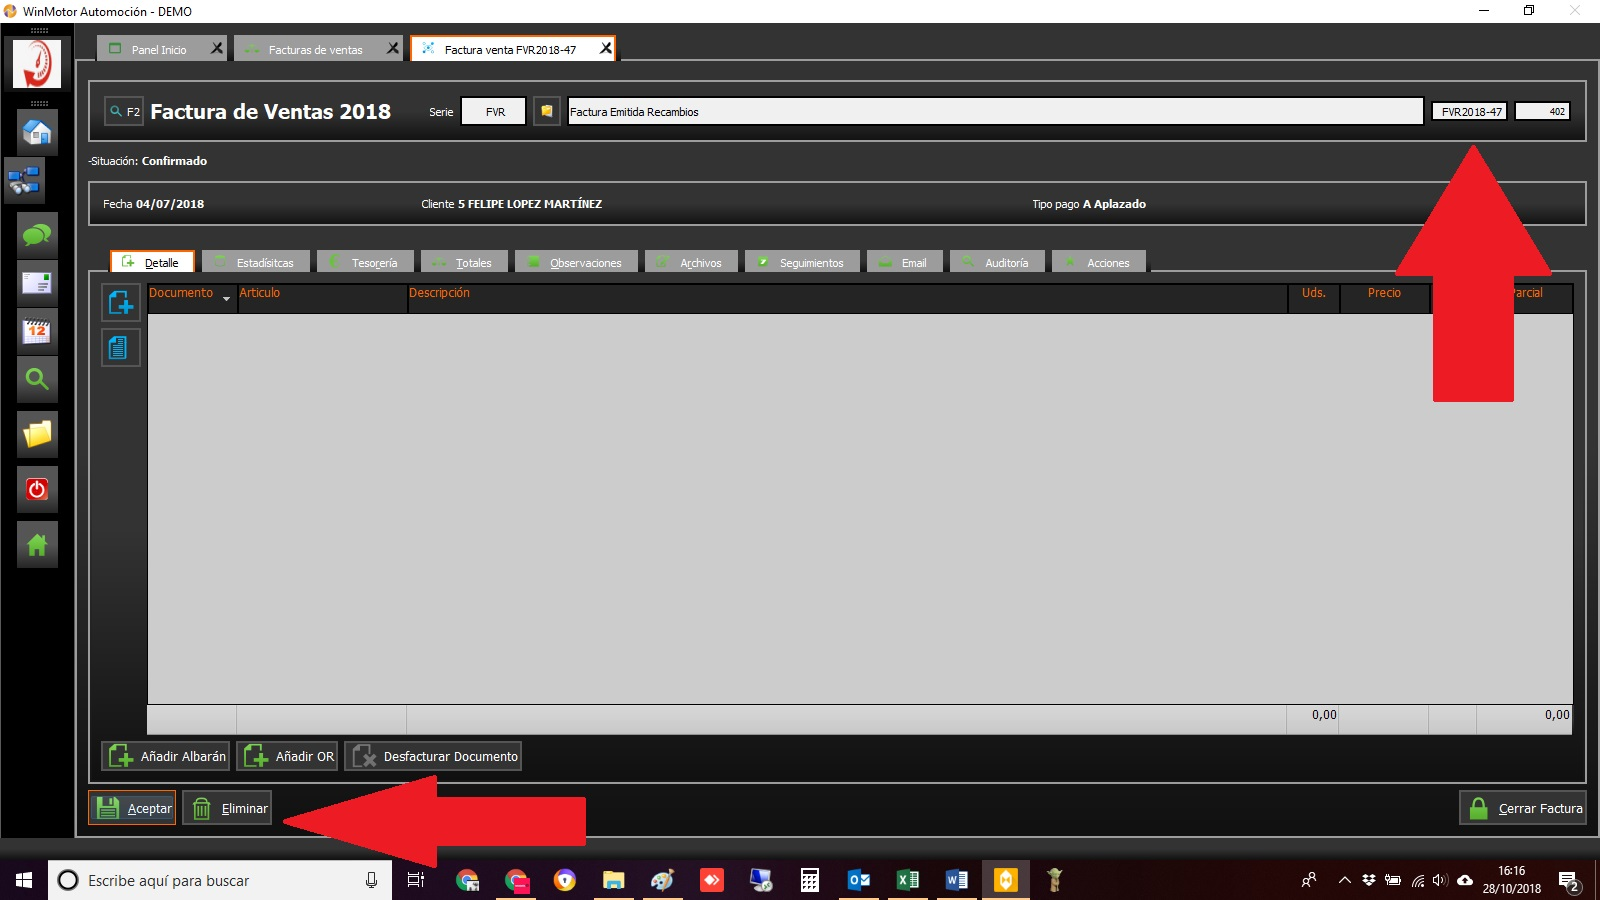 WinMotor Automoción - DEMO
Panel Inicio
Facturas de ventas
Factura venta FVR2018-47
F2 Factura de Ventas 2018
Serie
FVR
Factura Emitida Recambios
FVR2018-47
402
-Situación: Confirmado
Fecha 04/07/2018
Cliente 5 FELIPE LOPEZ MARTÍNEZ
Tipo pago A Aplazado
Detalle
Estadísitcas
Tesorería
Totales
Observaciones
Archivos
Seguimientos
Email
Auditoría
Acciones
Documento
Articulo
Descripción
Uds.
Precio
Parcial
12
0,00
0,00
Añadir Albarán
Añadir OR
Desfacturar Documento
Aceptar
Eliminar
Cerrar Factura
Escribe aquí para buscar
16:16
28/10/2018
2